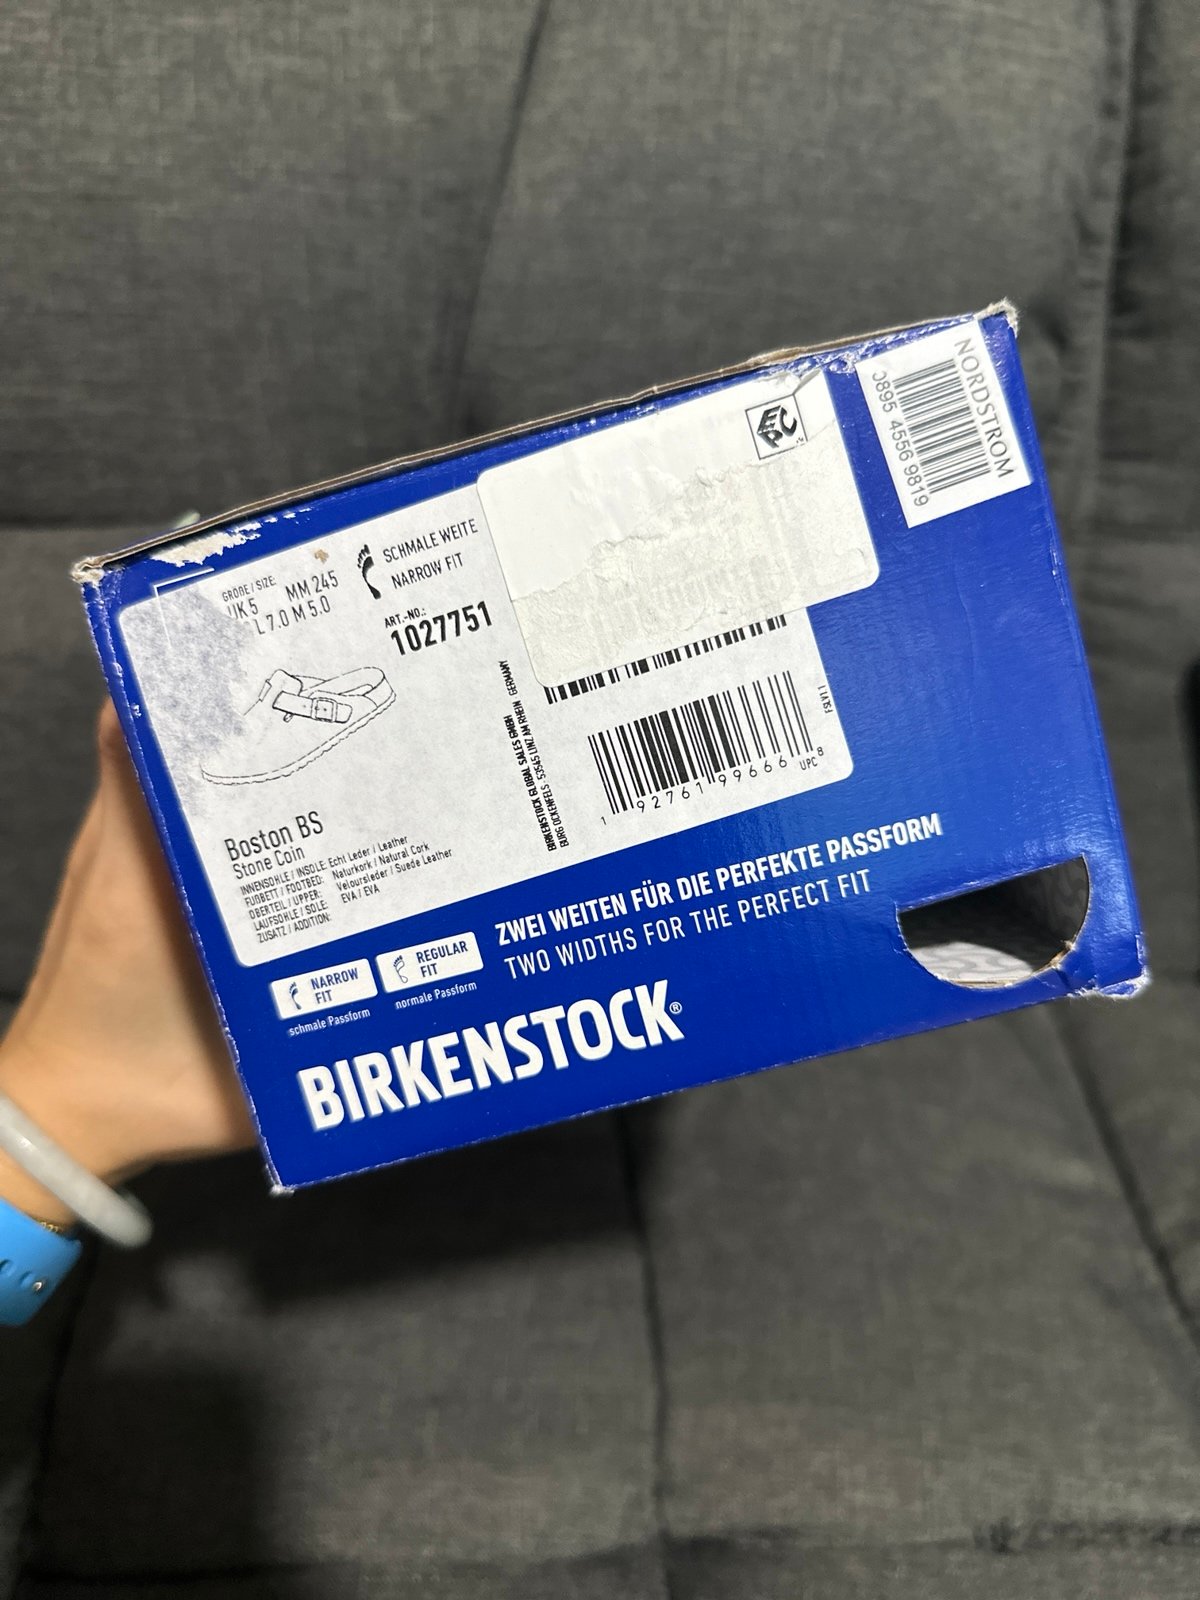 NORDSTROM
0895 4556 9819
EPC
GRÖßE / SIZE:
UK 5 MM 245
L 7.0 M 5.0
SCHMALE WEITE
NARROW FIT
ART.-NO.:
1027751
BIRKENSTOCK GLOBAL SALES GMBH
BURG OCKENFELS · 53545 LINZ AM RHEIN GERMANY
FSLV1.1
1 92761 99666 8
UPC
Boston BS
Stone Coin
INNENSOHLE / INSOLE: Echt Leder / Leather
FUßBETT / FOOTBED: Naturkork / Natural Cork
OBERTEIL / UPPER: Veloursleder / Suede Leather
LAUFSOHLE / SOLE: EVA / EVA
ZUSATZ / ADDITION:
NARROW
FIT
schmale Passform
REGULAR
FIT
normale Passform
ZWEI WEITEN FÜR DIE PERFEKTE PASSFORM
TWO WIDTHS FOR THE PERFECT FIT
BIRKENSTOCK®